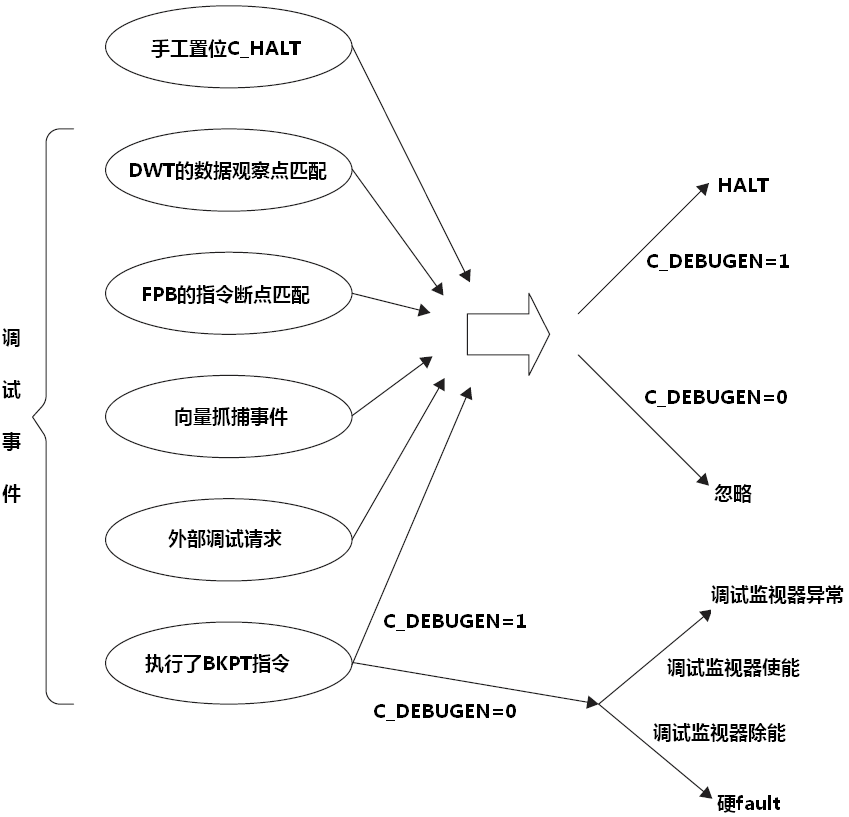 手工置位C_HALT
DWT的数据观察点匹配
HALT
C_DEBUGEN=1
FPB的指令断点匹配
调试事件
C_DEBUGEN=0
向量抓捕事件
忽略
外部调试请求
调试监视器异常
C_DEBUGEN=1
执行了BKPT指令
调试监视器使能
C_DEBUGEN=0
调试监视器除能
硬fault